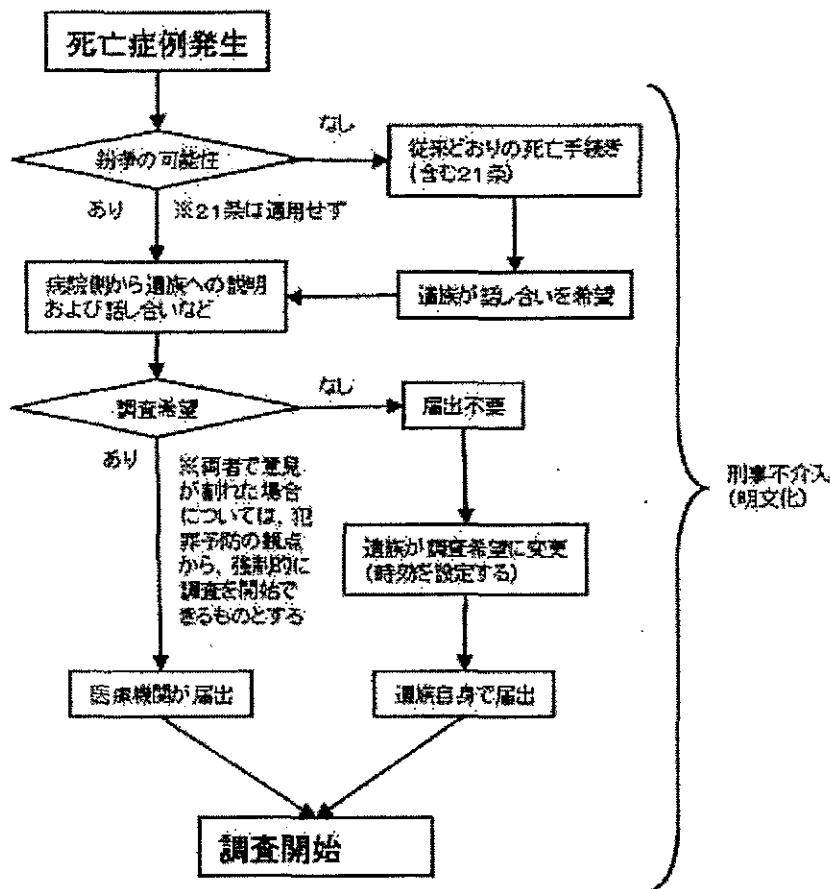 死亡症例発生
なし
紛争の可能性
従来どおりの死亡手続き
(含む21条)
あり
※21条は適用せず
病院側から遺族への説明
および話し合いなど
遺族が話し合いを希望
なし
調査希望
届出不要
あり
※両者で意見
が割れた場合
については、犯
罪予防の観点
から、強制的に
調査を開始で
きるものとする
刑事不介入
(明文化)
遺族が調査希望に変更
(時効を設定する)
医療機関が届出
遺族自身で届出
調査開始